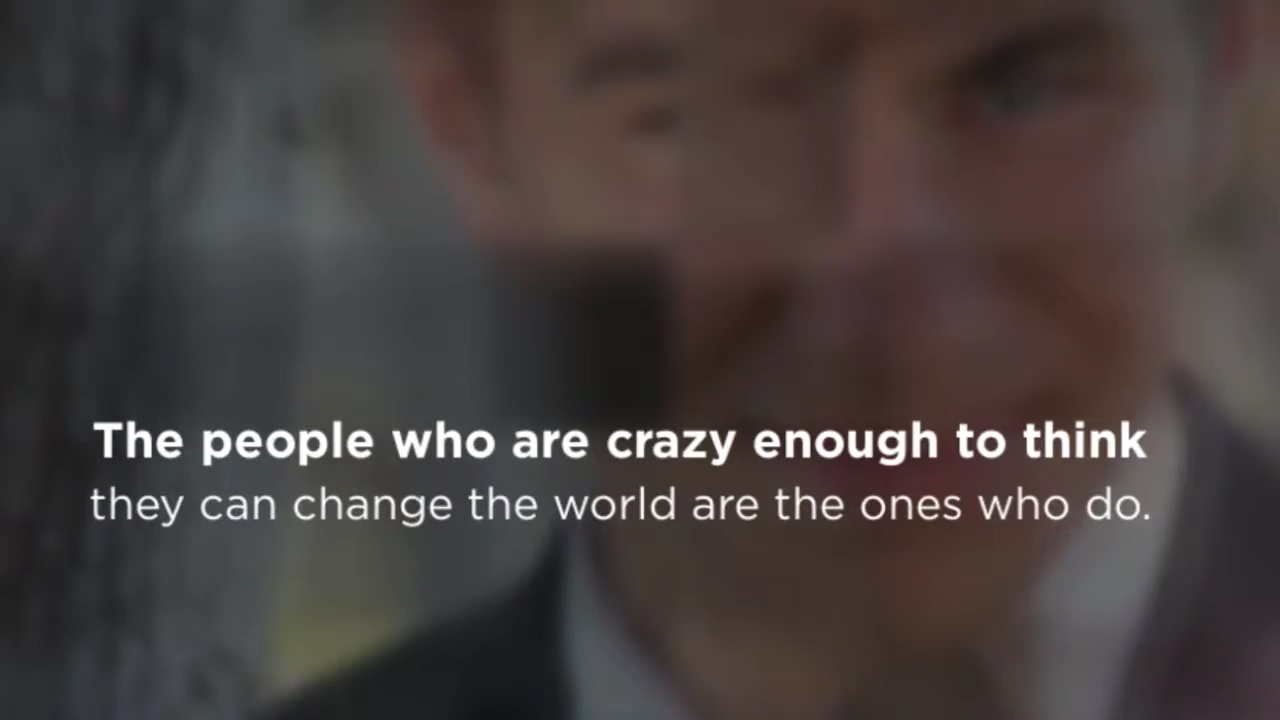 The people who are crazy enough to think
they can change the world are the ones who do.